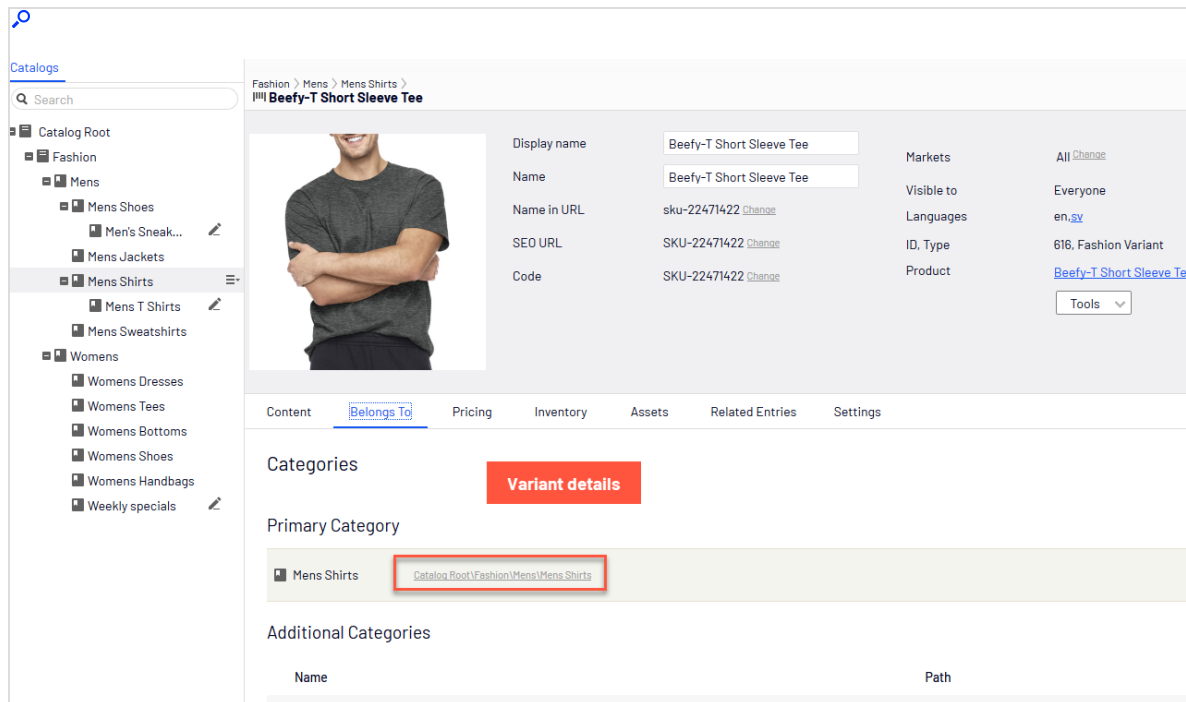 Catalogs
Search
Catalog Root
Fashion
Mens
Mens Shoes
Men's Sneak...
Mens Jackets
Mens Shirts
Mens T Shirts
Mens Sweatshirts
Womens
Womens Dresses
Womens Tees
Womens Bottoms
Womens Shoes
Womens Handbags
Weekly specials
Fashion > Mens > Mens Shirts >
Beefy-T Short Sleeve Tee
Display name Beefy-T Short Sleeve Tee
Name Beefy-T Short Sleeve Tee
Name in URL sku-22471422 Change
SEO URL SKU-22471422 Change
Code SKU-22471422 Change
Markets All Change
Visible to Everyone
Languages en,sv
ID, Type 616, Fashion Variant
Product Beefy-T Short Sleeve Te
Tools
Content Belongs To Pricing Inventory Assets Related Entries Settings
Categories
Variant details
Primary Category
Mens Shirts Catalog Root\Fashion\Mens\Mens Shirts
Additional Categories
Name Path